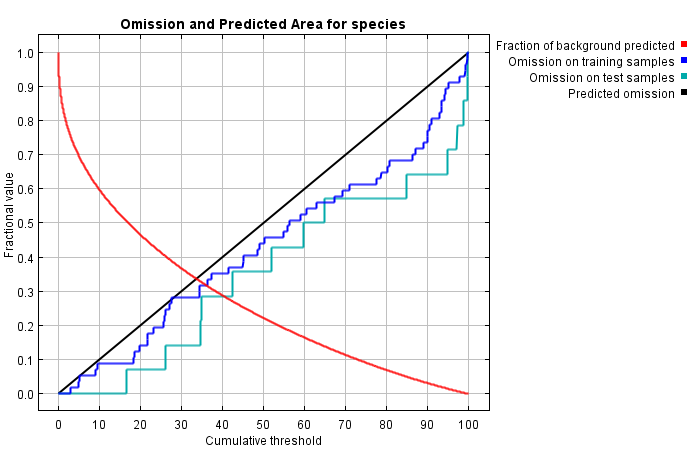 Omission and Predicted Area for species
Fraction of background predicted
Omission on training samples
Omission on test samples
Predicted omission
Fractional value
1.0
0.9
0.8
0.7
0.6
0.5
0.4
0.3
0.2
0.1
0.0
0 10 20 30 40 50 60 70 80 90 100
Cumulative threshold